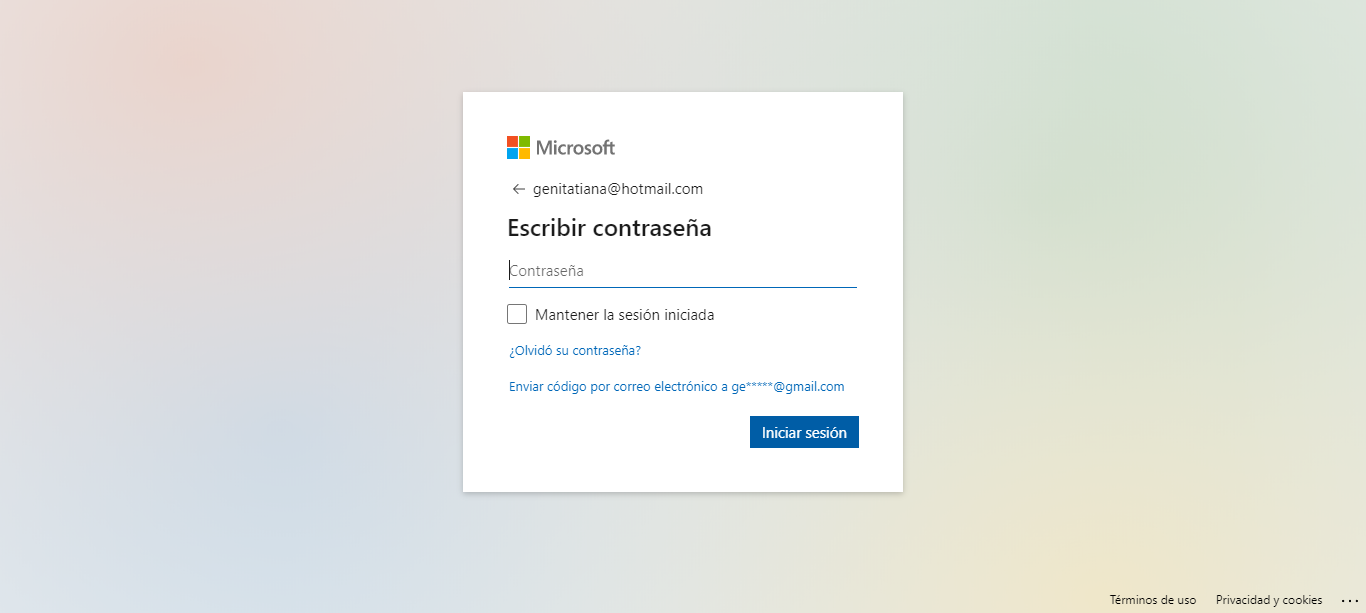 Microsoft
genitatiana@hotmail.com
Escribir contraseña
Contraseña
Mantener la sesión iniciada
¿Olvidó su contraseña?
Enviar código por correo electrónico a ge*****@gmail.com
Iniciar sesión
Términos de uso Privacidad y cookies ...